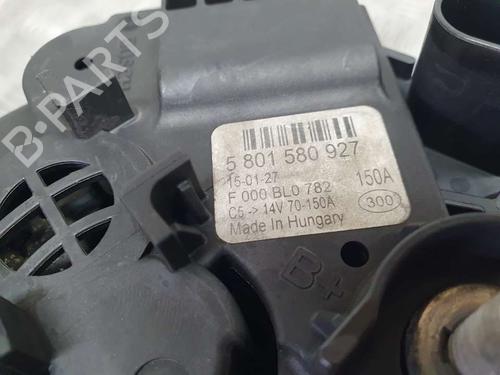 B-PARTS
5 801 580 927
15-01-27
F 000 BL0 782 150A
C5-> 14V 70-150A 300
Made In Hungary
B+